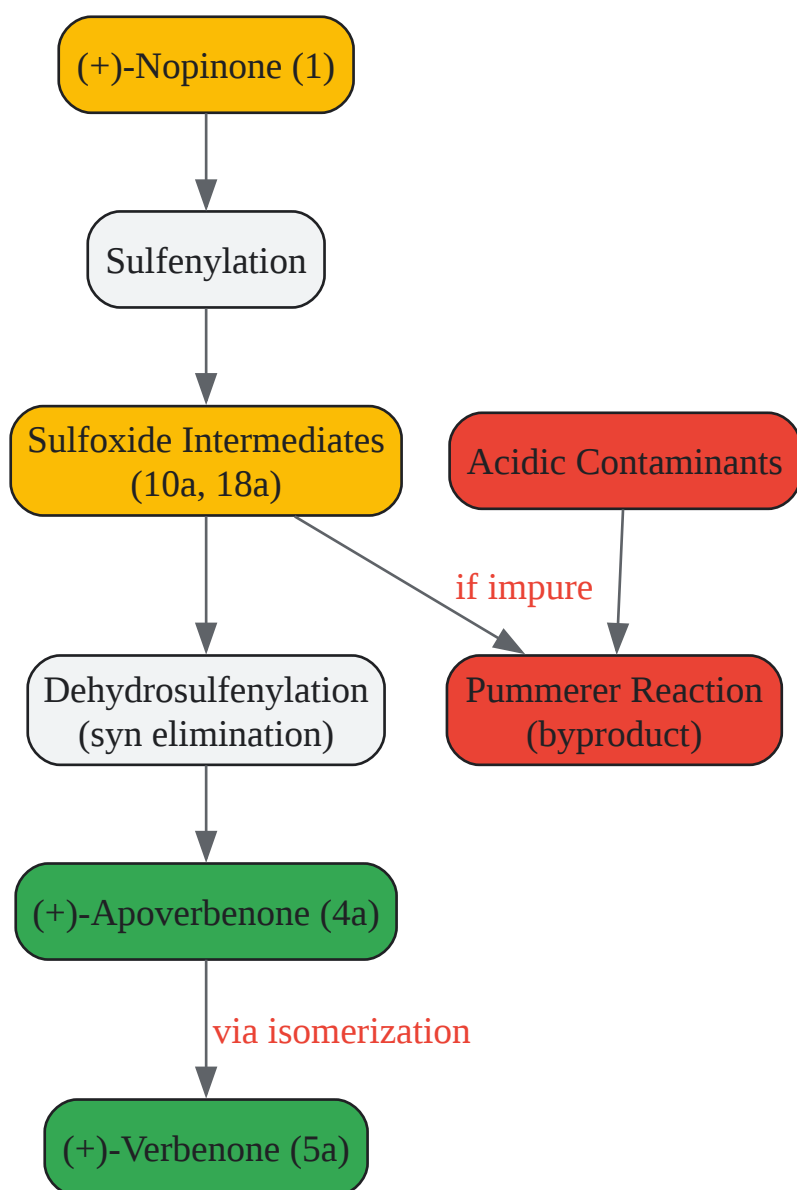 (+)-Nopinone (1)
Sulfenylation
Sulfoxide Intermediates
(10a, 18a)
Acidic Contaminants
if impure
Dehydrosulfenylation
(syn elimination)
Pummerer Reaction
(byproduct)
(+)-Apoverbenone (4a)
via isomerization
(+)-Verbenone (5a)